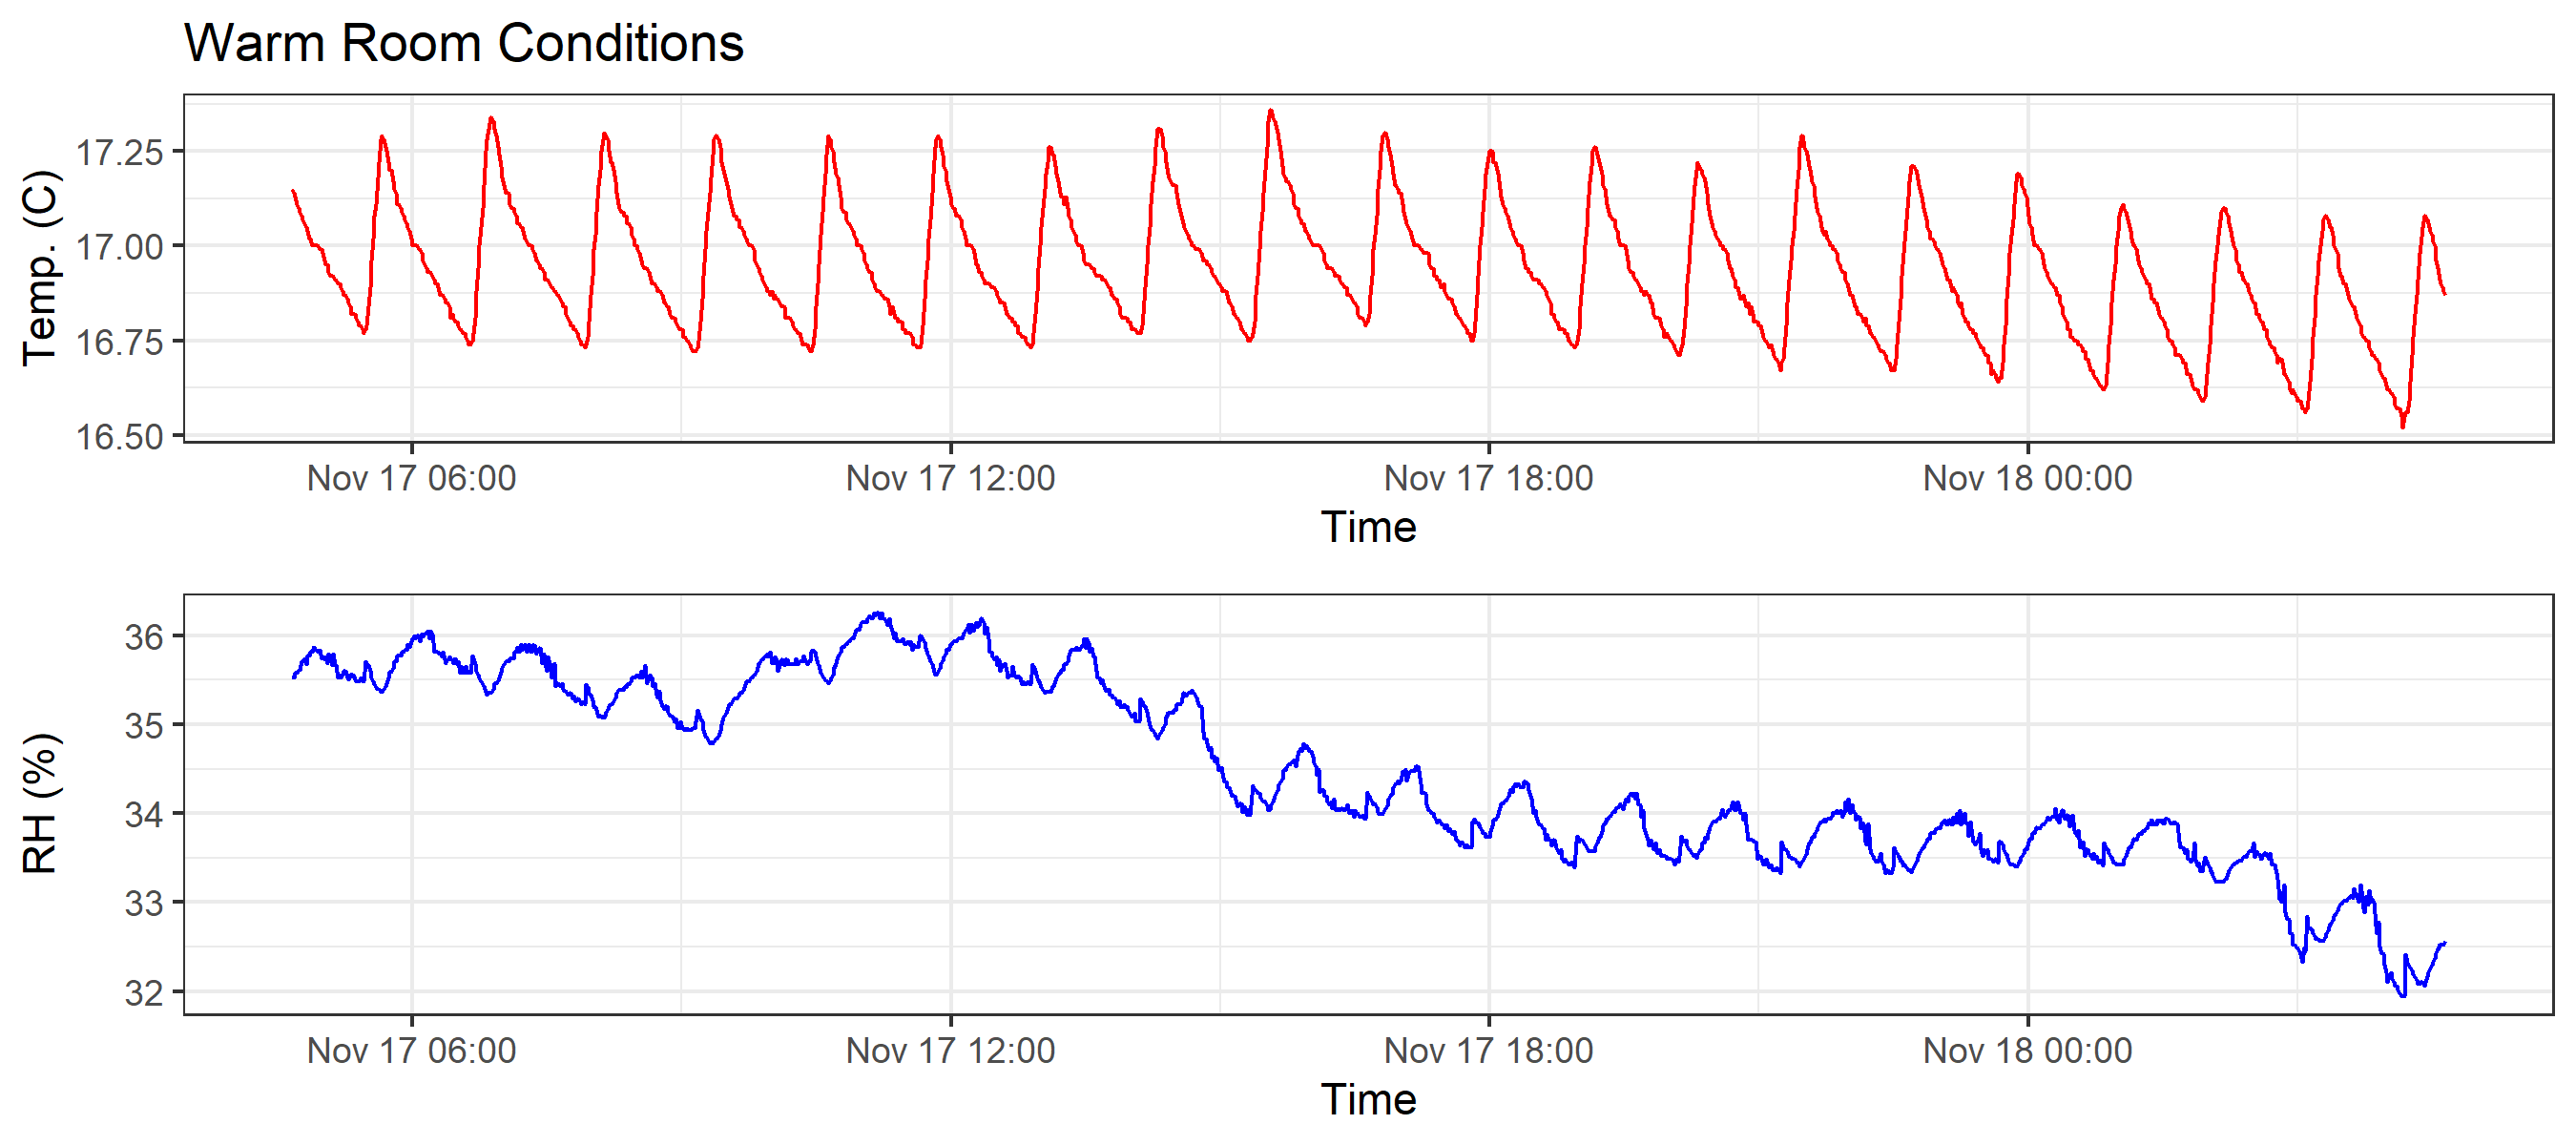 Warm Room Conditions
Temp. (C)
17.25
17.00
16.75
16.50
Nov 17 06:00 Nov 17 12:00 Nov 17 18:00 Nov 18 00:00
Time
RH (%)
36
35
34
33
32
Nov 17 06:00 Nov 17 12:00 Nov 17 18:00 Nov 18 00:00
Time